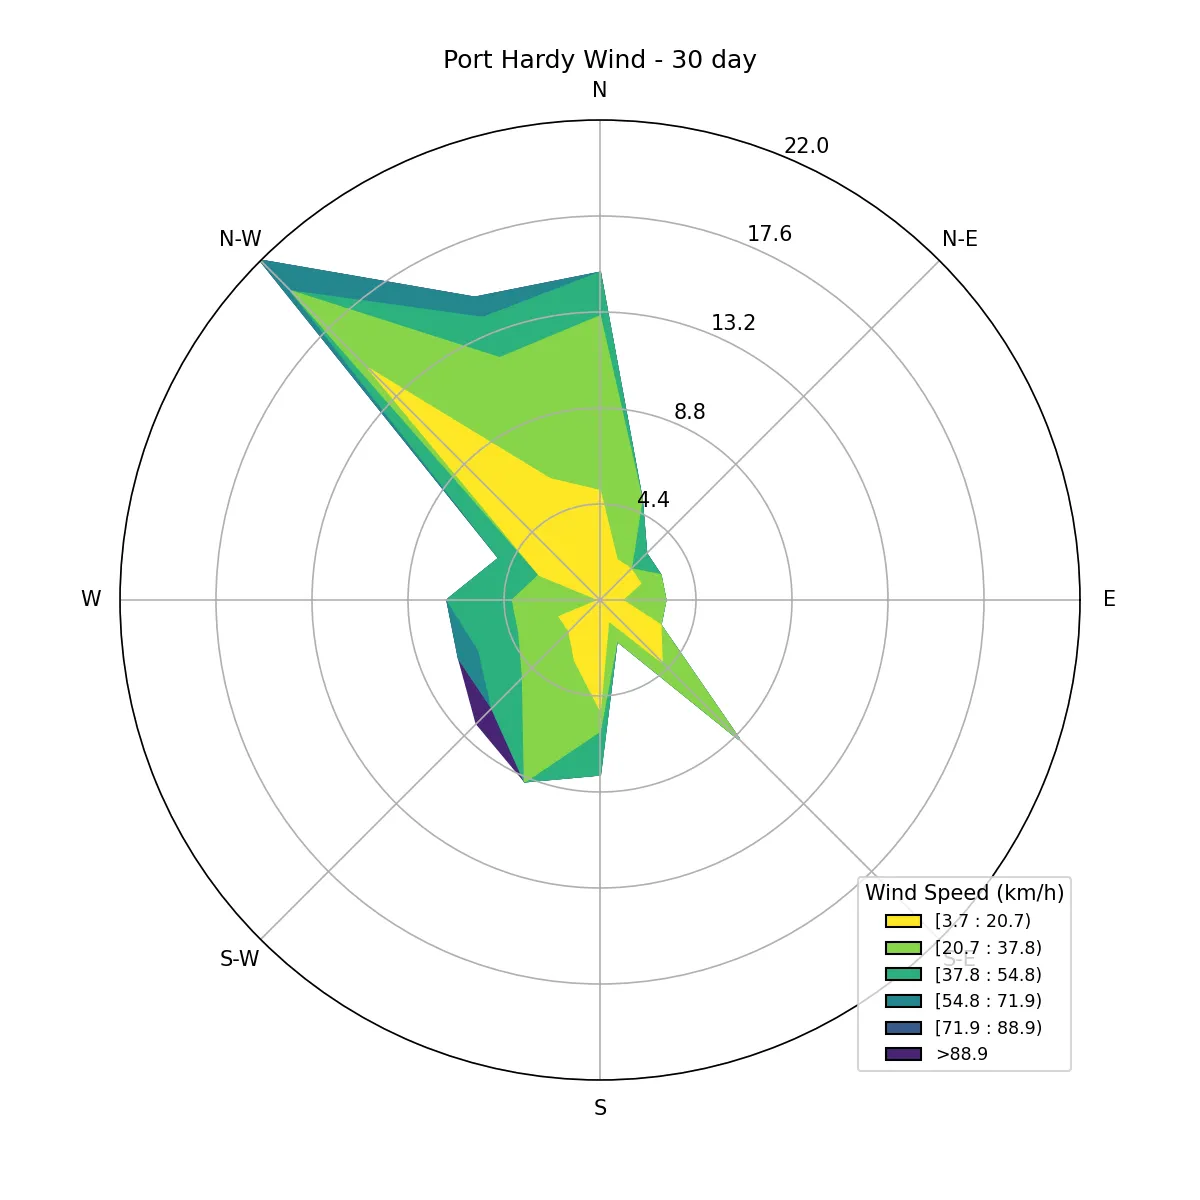 Port Hardy Wind - 30 day
N
22.0
17.6
N-W
N-E
13.2
8.8
4.4
W
E
Wind Speed (km/h)
[3.7 : 20.7)
[20.7 : 37.8)
S-W
S-E
[37.8 : 54.8)
[54.8 : 71.9)
[71.9 : 88.9)
>88.9
S